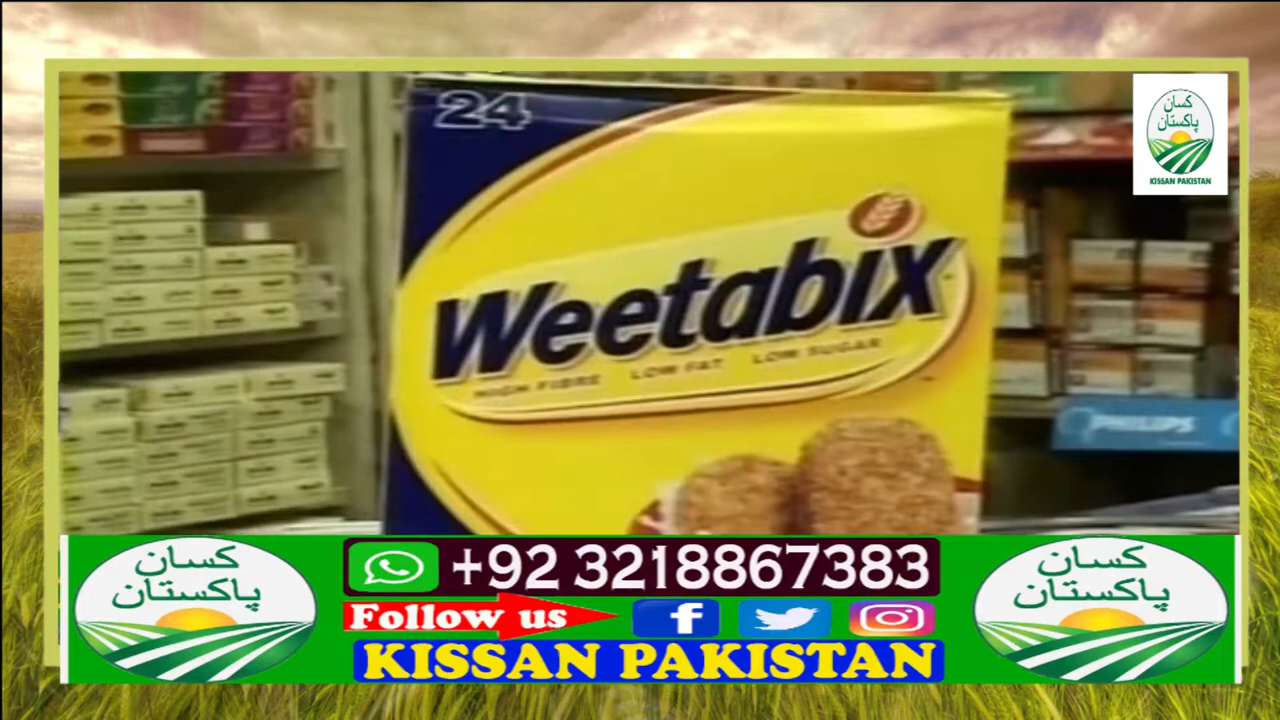 24
کسان
پاکستان
KISSAN PAKISTAN
Weetabix
HIGH FIBRE LOW FAT LOW SUGAR
PHILIPS
کسان
پاکستان
+92 3218867383
Follow us
KISSAN PAKISTAN
کسان
پاکستان